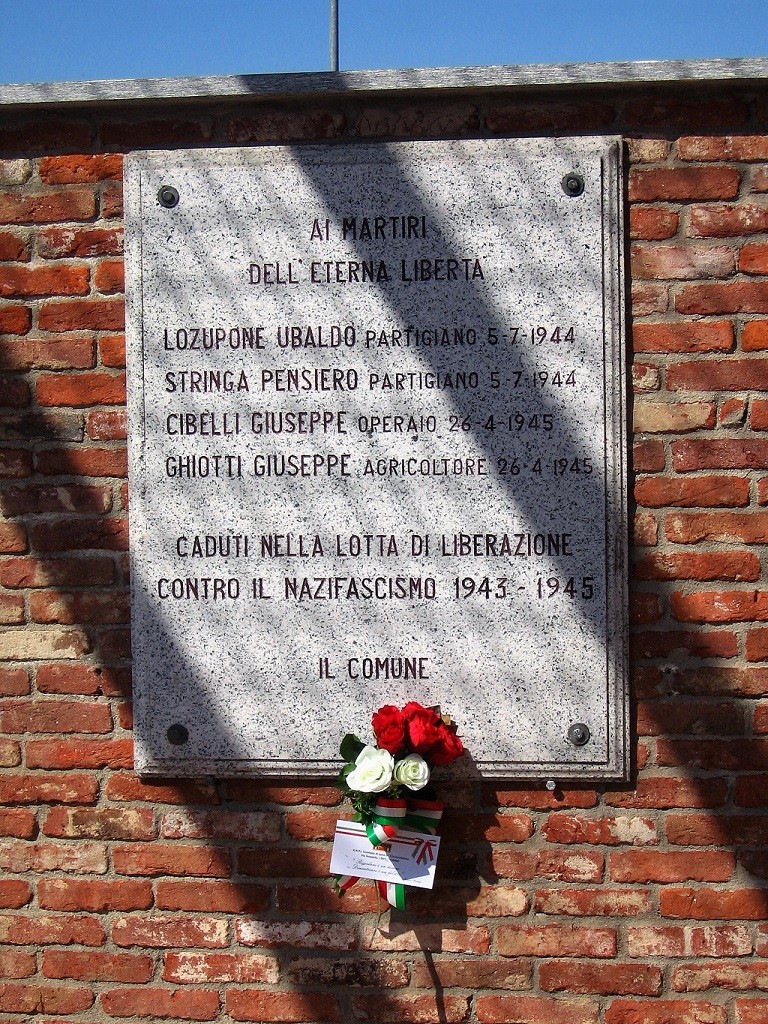 AI MARTIRI
DELL'ETERNA LIBERTA
LOZUPONE UBALDO PARTIGIANO 5-7-1944
STRINGA PENSIERO PARTIGIANO 5-7-1944
CIBELLI GIUSEPPE OPERAIO 26-4-1945
GHIOTTI GIUSEPPE AGRICOLTORE 26-4-1945
CADUTI NELLA LOTTA DI LIBERAZIONE
CONTRO IL NAZIFASCISMO 1943-1945
IL COMUNE